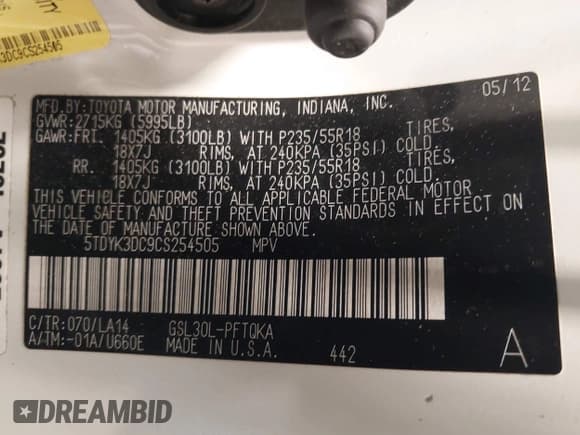 3DC9CS254505
MFD.BY:TOYOTA MOTOR MANUFACTURING, INDIANA, INC. 05/12
GVWR:2715KG (5995LB)
GAWR:FRT. 1405KG (3100LB) WITH P235/55R18 TIRES,
18X7J RIMS, AT 240KPA (35PSI) COLD.
RR. 1405KG (3100LB) WITH P235/55R18 TIRES,
18X7J RIMS, AT 240KPA (35PSI) COLD.
THIS VEHICLE CONFORMS TO ALL APPLICABLE FEDERAL MOTOR
VEHICLE SAFETY AND THEFT PREVENTION STANDARDS IN EFFECT ON
THE DATE OF MANUFACTURE SHOWN ABOVE.
5TDYK3DC9CS254505 MPV
C/TR:070/LA14 GSL30L-PFTQKA
A/TM:-01A/U660E MADE IN U.S.A. 442 A
DREAMBID